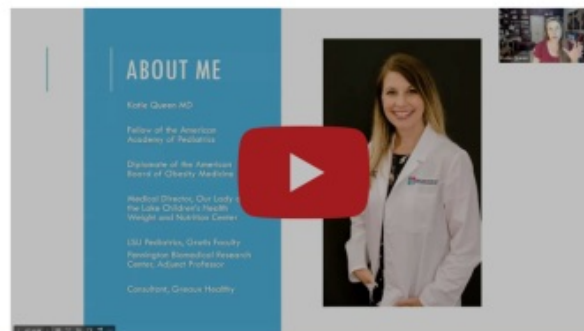 ABOUT ME
Katie Queen MD
Fellow of the American
Academy of Pediatrics
Diplomate of the American
Board of Obesity Medicine
Medical Director, Our Lady
the Lake Children's Health
Weight and Nutrition Center
LSU Pediatrics, Gratis Faculty
Pennington Biomedical Research
Center, Adjunct Professor
Consultant, Greaux Healthy